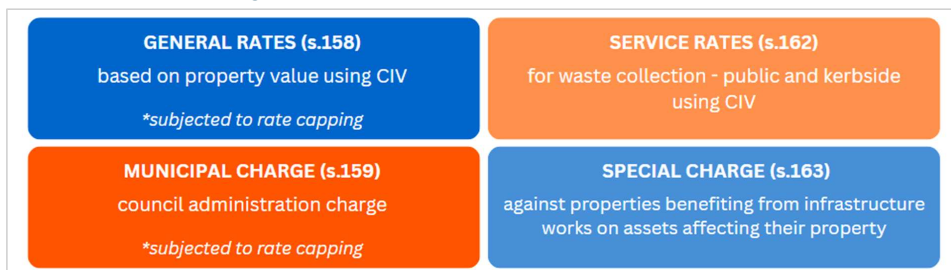 GENERAL RATES (s.158)
based on property value using CIV
*subjected to rate capping
SERVICE RATES (s.162)
for waste collection - public and kerbside
using CIV
MUNICIPAL CHARGE (s.159)
council administration charge
*subjected to rate capping
SPECIAL CHARGE (s.163)
against properties benefiting from infrastructure
works on assets affecting their property